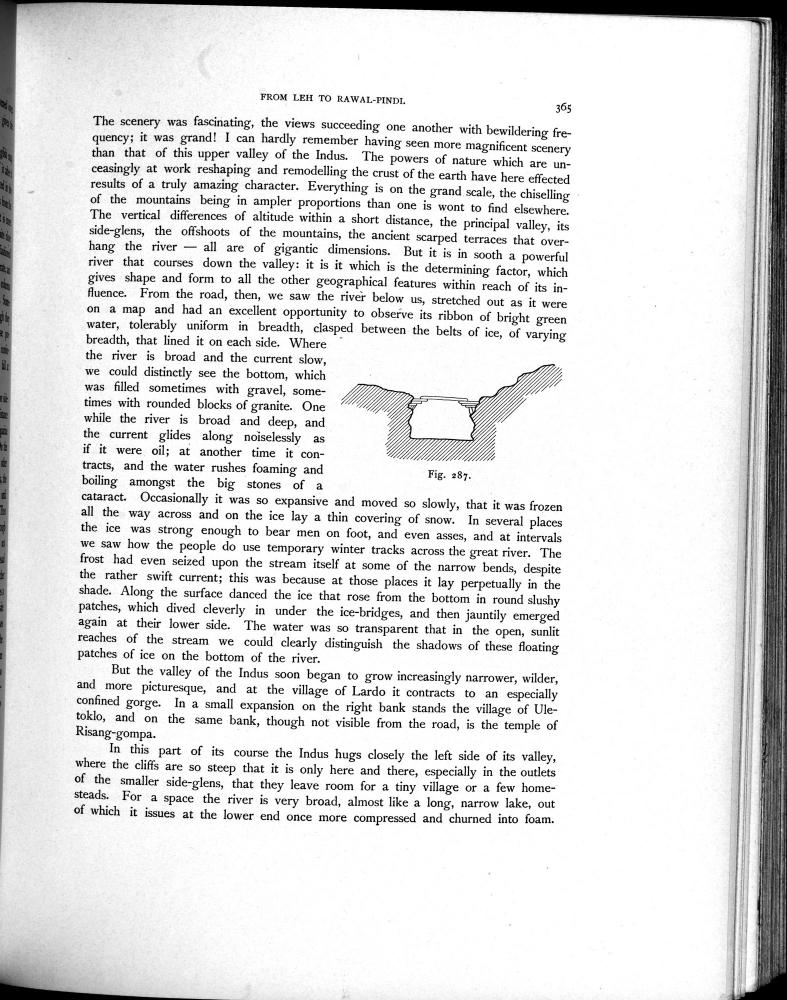 FROM LEH TO RAWAL-PINDI.
365
The scenery was fascinating, the views succeeding one another with bewildering fre-
quency; it was grand! I can hardly remember having seen more magnificent scenery
than that of this upper valley of the Indus. The powers of nature which are un-
ceasingly at work reshaping and remodelling the crust of the earth have here effected
results of a truly amazing character. Everything is on the grand scale, the chiselling
of the mountains being in ampler proportions than one is wont to find elsewhere.
The vertical differences of altitude within a short distance, the principal valley, its
side-glens, the offshoots of the mountains, the ancient scarped terraces that over-
hang the river — all are of gigantic dimensions. But it is in sooth a powerful
river that courses down the valley: it is it which is the determining factor, which
gives shape and form to all the other geographical features within reach of its in-
fluence. From the road, then, we saw the river below us, stretched out as it were
on a map and had an excellent opportunity to observe its ribbon of bright green
water, tolerably uniform in breadth, clasped between the belts of ice, of varying
breadth, that lined it on each side. Where
the river is broad and the current slow,
we could distinctly see the bottom, which
was filled sometimes with gravel, some-
times with rounded blocks of granite. One
while the river is broad and deep, and
the current glides along noiselessly as
if it were oil; at another time it con-
tracts, and the water rushes foaming and
boiling amongst the big stones of a
Fig. 287.
cataract. Occasionally it was so expansive and moved so slowly, that it was frozen
all the way across and on the ice lay a thin covering of snow. In several places
the ice was strong enough to bear men on foot, and even asses, and at intervals
we saw how the people do use temporary winter tracks across the great river. The
frost had even seized upon the stream itself at some of the narrow bends, despite
the rather swift current; this was because at those places it lay perpetually in the
shade. Along the surface danced the ice that rose from the bottom in round slushy
patches, which dived cleverly in under the ice-bridges, and then jauntily emerged
again at their lower side. The water was so transparent that in the open, sunlit
reaches of the stream we could clearly distinguish the shadows of these floating
patches of ice on the bottom of the river.
But the valley of the Indus soon began to grow increasingly narrower, wilder,
and more picturesque, and at the village of Lardo it contracts to an especially
confined gorge. In a small expansion on the right bank stands the village of Ule-
toklo, and on the same bank, though not visible from the road, is the temple of
Risang-gompa.
In this part of its course the Indus hugs closely the left side of its valley,
where the cliffs are so steep that it is only here and there, especially in the outlets
of the smaller side-glens, that they leave room for a tiny village or a few home-
steads. For a space the river is very broad, almost like a long, narrow lake, out
of which it issues at the lower end once more compressed and churned into foam.